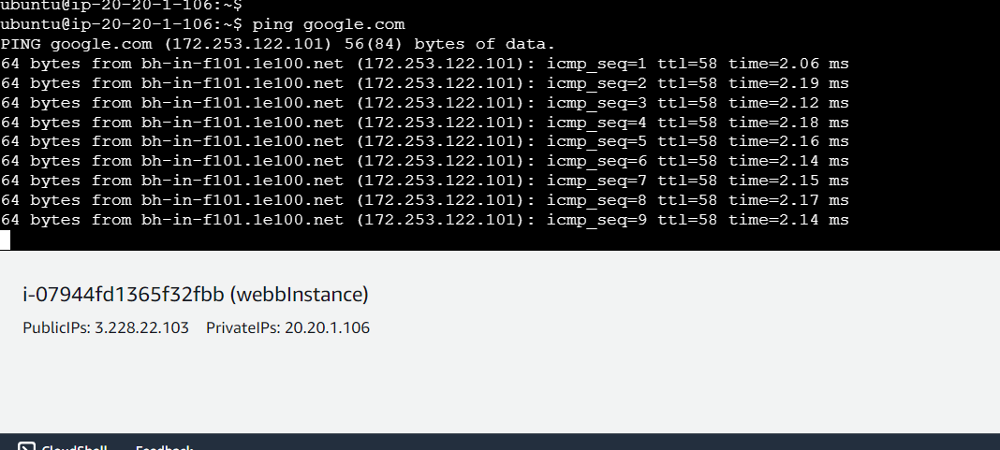 ubuntu@ip-20-20-1-106:~$
ubuntu@ip-20-20-1-106:~$ ping google.com
PING google.com (172.253.122.101) 56(84) bytes of data.
64 bytes from bh-in-f101.1e100.net (172.253.122.101): icmp_seq=1 ttl=58 time=2.06 ms
64 bytes from bh-in-f101.1e100.net (172.253.122.101): icmp_seq=2 ttl=58 time=2.19 ms
64 bytes from bh-in-f101.1e100.net (172.253.122.101): icmp_seq=3 ttl=58 time=2.12 ms
64 bytes from bh-in-f101.1e100.net (172.253.122.101): icmp_seq=4 ttl=58 time=2.18 ms
64 bytes from bh-in-f101.1e100.net (172.253.122.101): icmp_seq=5 ttl=58 time=2.16 ms
64 bytes from bh-in-f101.1e100.net (172.253.122.101): icmp_seq=6 ttl=58 time=2.14 ms
64 bytes from bh-in-f101.1e100.net (172.253.122.101): icmp_seq=7 ttl=58 time=2.15 ms
64 bytes from bh-in-f101.1e100.net (172.253.122.101): icmp_seq=8 ttl=58 time=2.17 ms
64 bytes from bh-in-f101.1e100.net (172.253.122.101): icmp_seq=9 ttl=58 time=2.14 ms
i-07944fd1365f32fbb (webbInstance)
PublicIPs: 3.228.22.103 PrivateIPs: 20.20.1.106
CloudShell Feedback